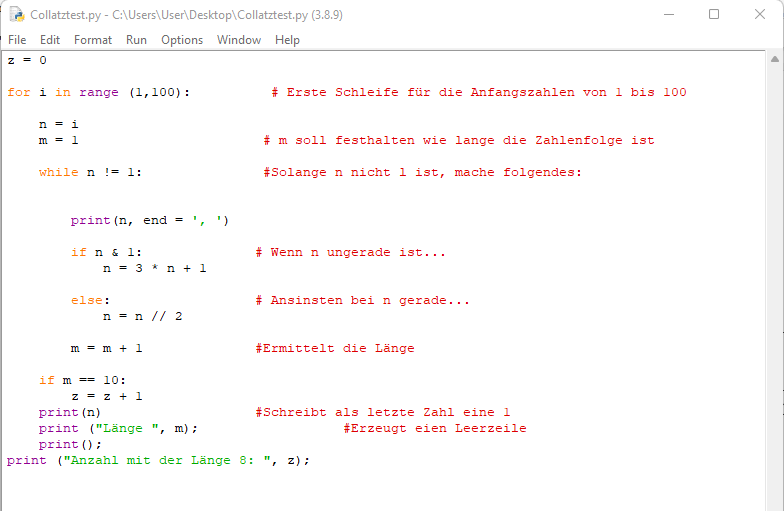 Collatztest.py - C:\Users\User\Desktop\Collatztest.py (3.8.9)
File Edit Format Run Options Window Help
z = 0
for i in range (1,100): # Erste Schleife für die Anfangszahlen von 1 bis 100
n = i
m = 1 # m soll festhalten wie lange die Zahlenfolge ist
while n != 1: #Solange n nicht 1 ist, mache folgendes:
print(n, end = ', ')
if n & 1: # Wenn n ungerade ist...
n = 3 * n + 1
else: # Ansinsten bei n gerade...
n = n // 2
m = m + 1 #Ermittelt die Länge
if m == 10:
z = z + 1
print(n) #Schreibt als letzte Zahl eine 1
print ("Länge ", m); #Erzeugt eien Leerzeile
print();
print ("Anzahl mit der Länge 8: ", z);